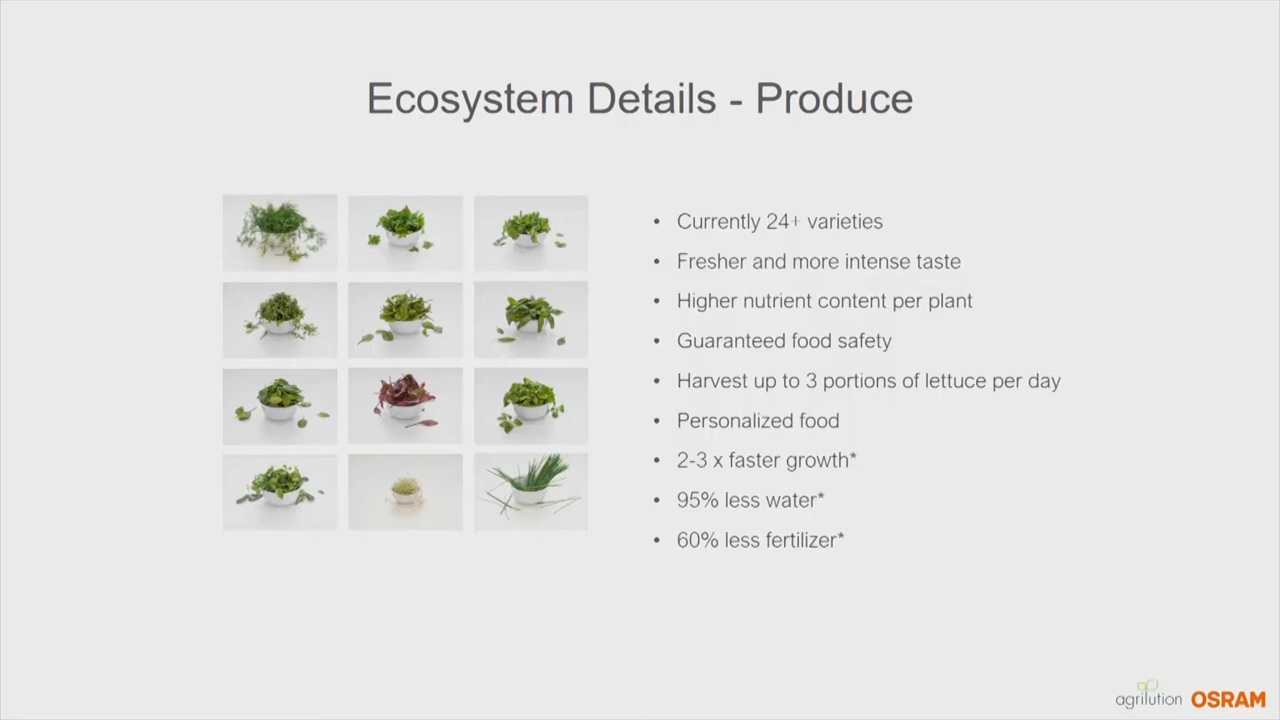 Ecosystem Details - Produce
• Currently 24+ varieties
• Fresher and more intense taste
• Higher nutrient content per plant
• Guaranteed food safety
• Harvest up to 3 portions of lettuce per day
• Personalized food
• 2-3 x faster growth*
• 95% less water*
• 60% less fertilizer*
agrilution OSRAM